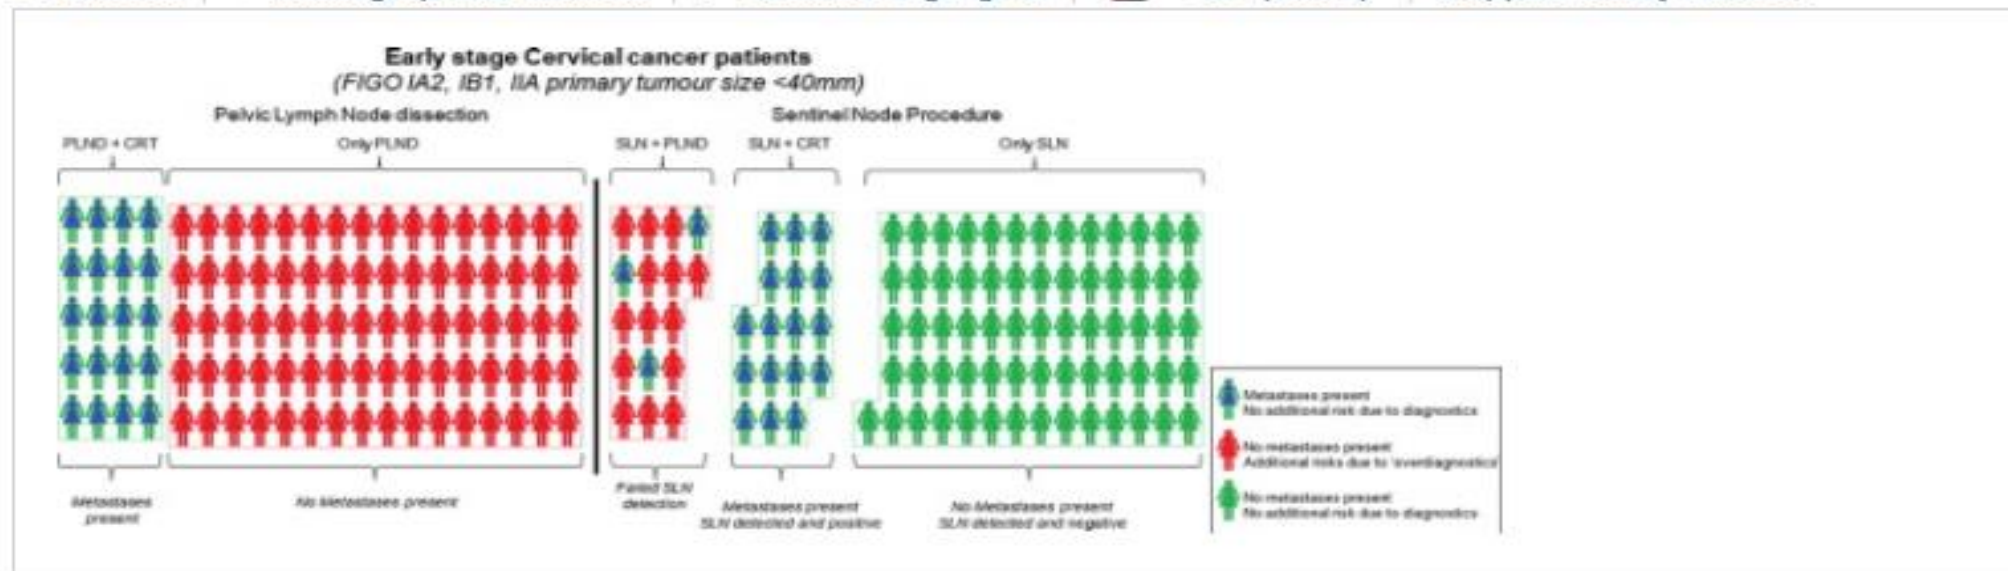 Early stage Cervical cancer patients
(FIGO IA2, IB1, IIA primary tumour size <40mm)
Pelvic Lymph Node dissection
Sentinel Node Procedure
PLND + CRT
Only PLND
SLN + PLND
SLN + CRT
Only SLN
Metastases
present
No Metastases present
Failed SLN
detection
Metastases present
SLN detected and positive
No Metastases present
SLN detected and negative
Metastases present
No additional risk due to diagnostics
No metastases present
Additional risks due to 'overdiagnostics'
No metastases present
No additional risk due to diagnostics